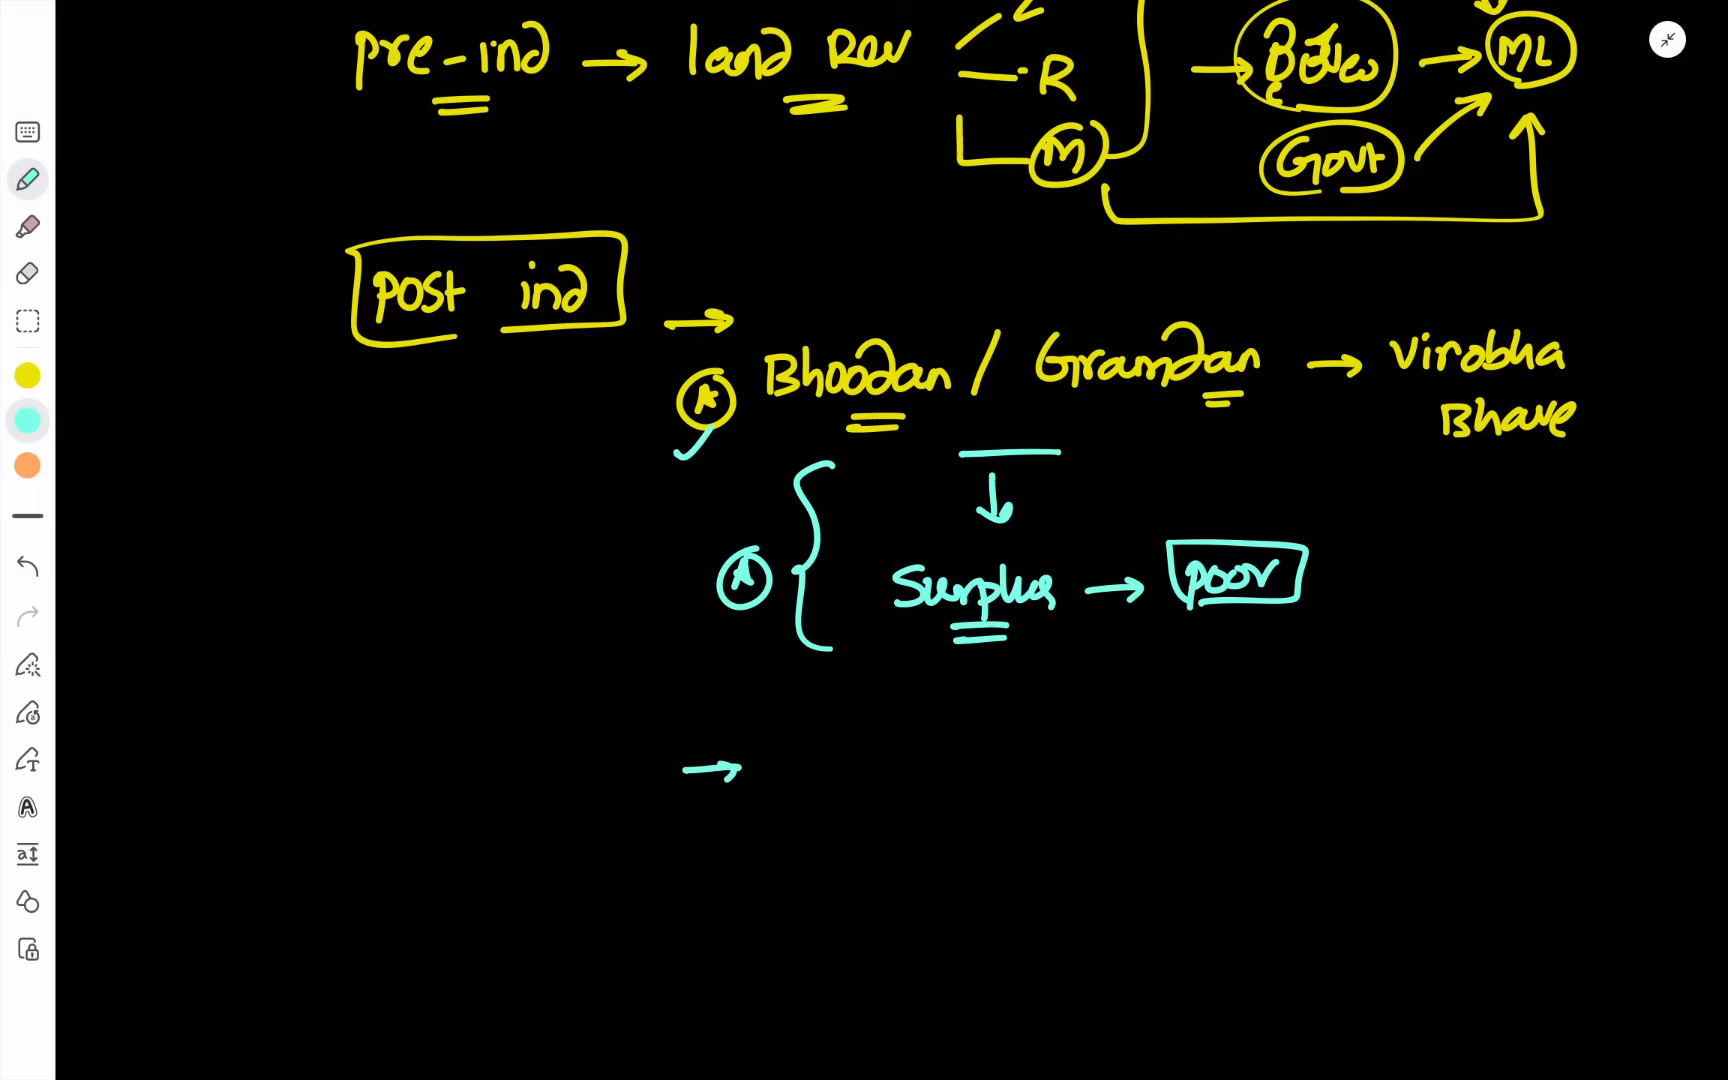 pre-ind → land Rev
R
M
→ ML
Govt
post ind
→ Bhoodan / Gramdan → virobha
Bhave
Surplus → poor
→